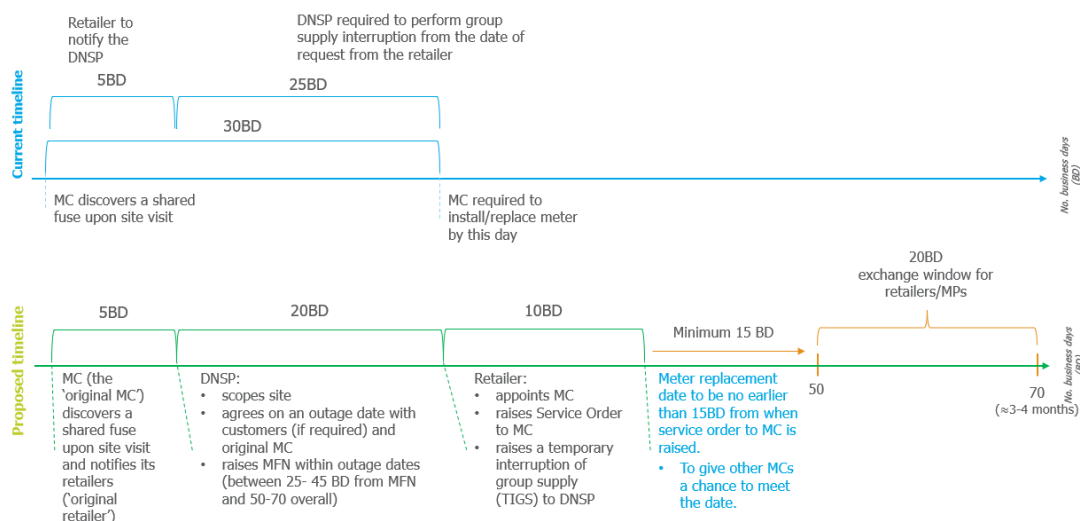 Retailer to
notify the
DNSP
DNSP required to perform group
supply interruption from the date of
request from the retailer
5BD
25BD
30BD
Current timeline
No. business days
(BD)
MC discovers a shared
fuse upon site visit
MC required to
install/replace meter
by this day
20BD
exchange window for
retailers/MPs
5BD
20BD
10BD
Minimum 15 BD
Proposed timeline
No. business days
(BD)
MC (the
‘original MC’)
discovers a
shared fuse
upon site visit
and notifies its
retailers
(‘original
retailer’)
DNSP:
• scopes site
• agrees on an outage date with
customers (if required) and
original MC
• raises MFN within outage dates
(between 25- 45 BD from MFN
and 50-70 overall)
Retailer:
• appoints MC
• raises Service Order
to MC
• raises a temporary
interruption of
group supply
(TIGS) to DNSP
Meter replacement
date to be no earlier
than 15BD from when
service order to MC is
raised.
• To give other MCs
a chance to meet
the date.
50
70
(≈3-4 months)